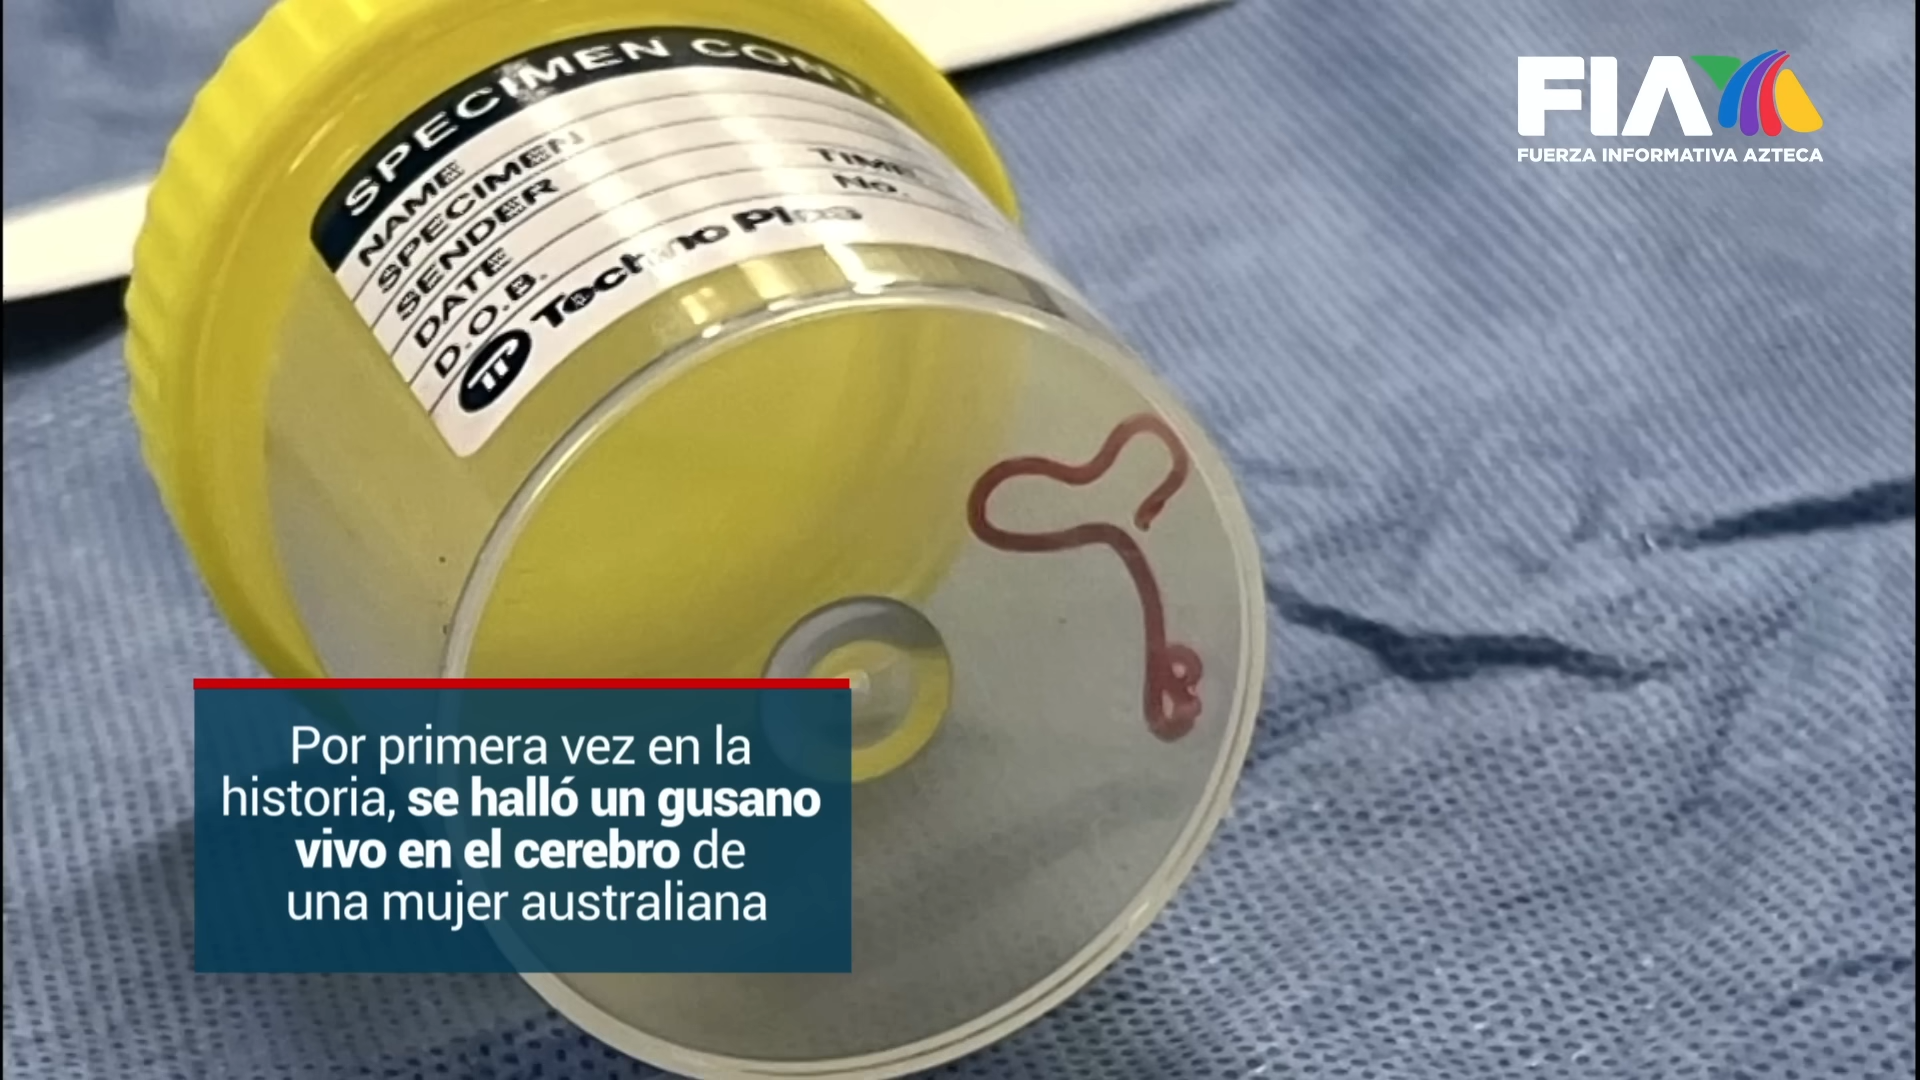 SPECIMEN
NAME
SPECIMEN
SENDER
DATE
D.O.B.
TIME
No.
Techno Plas
FIA
FUERZA INFORMATIVA AZTECA
Por primera vez en la
historia, se halló un gusano
vivo en el cerebro de
una mujer australiana